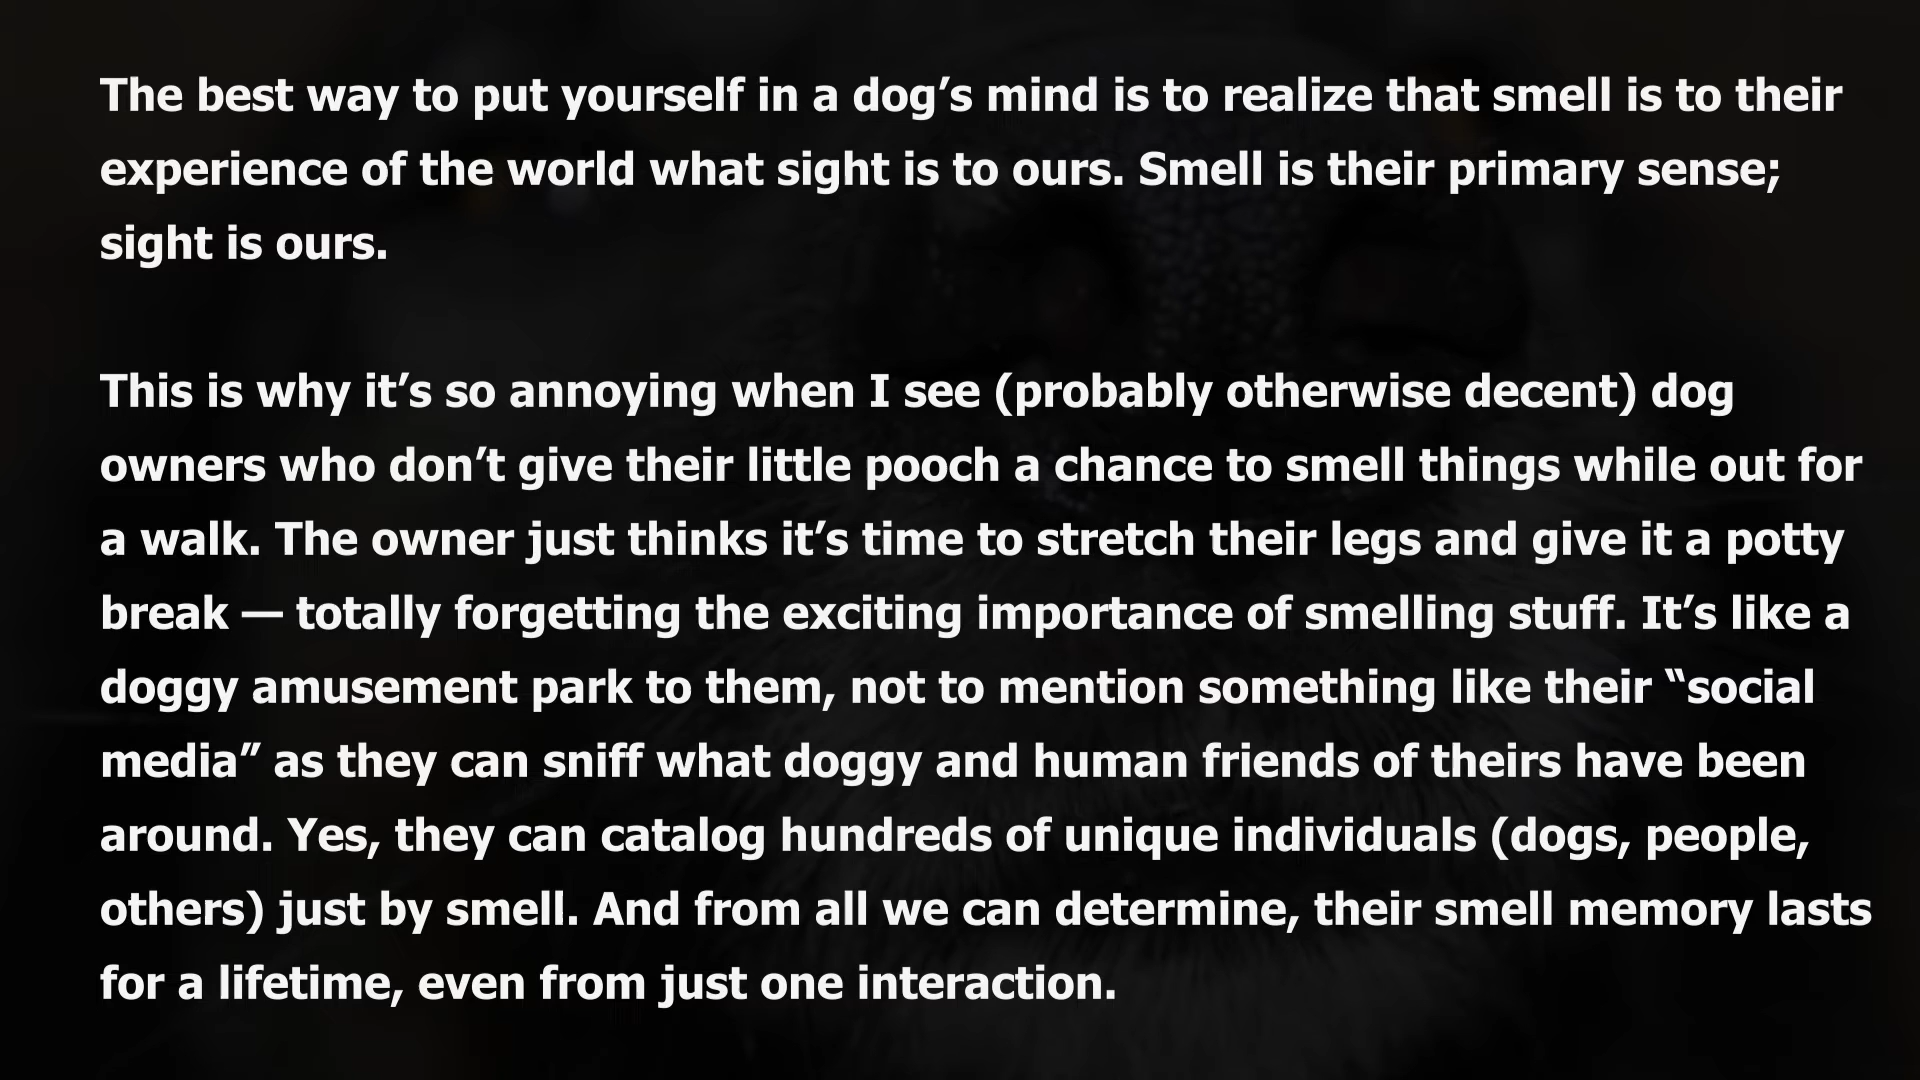 The best way to put yourself in a dog’s mind is to realize that smell is to their
experience of the world what sight is to ours. Smell is their primary sense;
sight is ours.
This is why it’s so annoying when I see (probably otherwise decent) dog
owners who don’t give their little pooch a chance to smell things while out for
a walk. The owner just thinks it’s time to stretch their legs and give it a potty
break — totally forgetting the exciting importance of smelling stuff. It’s like a
doggy amusement park to them, not to mention something like their “social
media” as they can sniff what doggy and human friends of theirs have been
around. Yes, they can catalog hundreds of unique individuals (dogs, people,
others) just by smell. And from all we can determine, their smell memory lasts
for a lifetime, even from just one interaction.